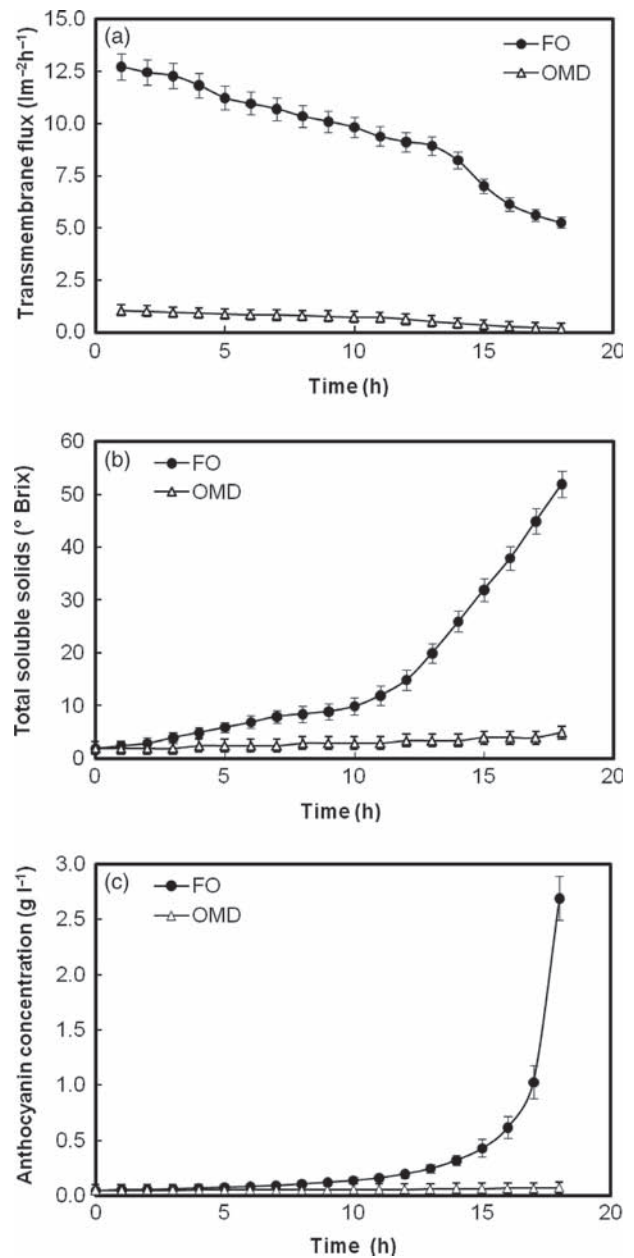 (a)
FO
OMD
Transmembrane flux (lm⁻²h⁻¹)
15.0
12.5
10.0
7.5
5.0
2.5
0.0
0 5 10 15 20
Time (h)
(b)
FO
OMD
Total soluble solids (° Brix)
60
50
40
30
20
10
0
0 5 10 15 20
Time (h)
(c)
FO
OMD
Anthocyanin concentration (g l⁻¹)
3.0
2.5
2.0
1.5
1.0
0.5
0.0
0 5 10 15 20
Time (h)